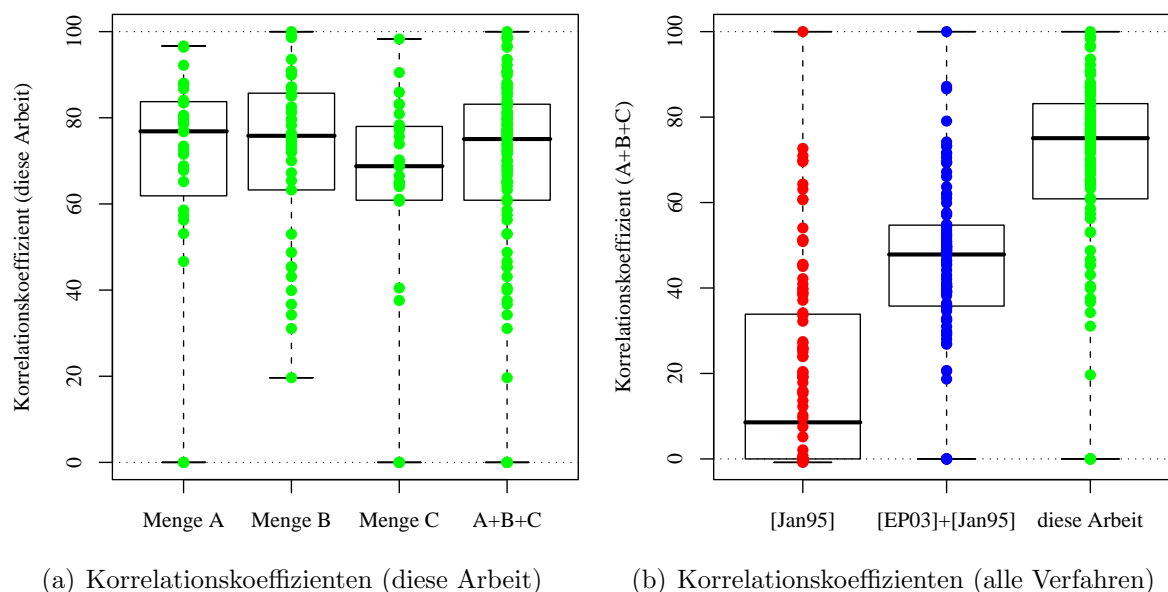 Korrelationskoeffizient (diese Arbeit)
100
80
60
40
20
0
Menge A Menge B Menge C A+B+C
(a) Korrelationskoeffizienten (diese Arbeit)
Korrelationskoeffizient (A+B+C)
100
80
60
40
20
0
[Jan95] [EP03]+[Jan95] diese Arbeit
(b) Korrelationskoeffizienten (alle Verfahren)